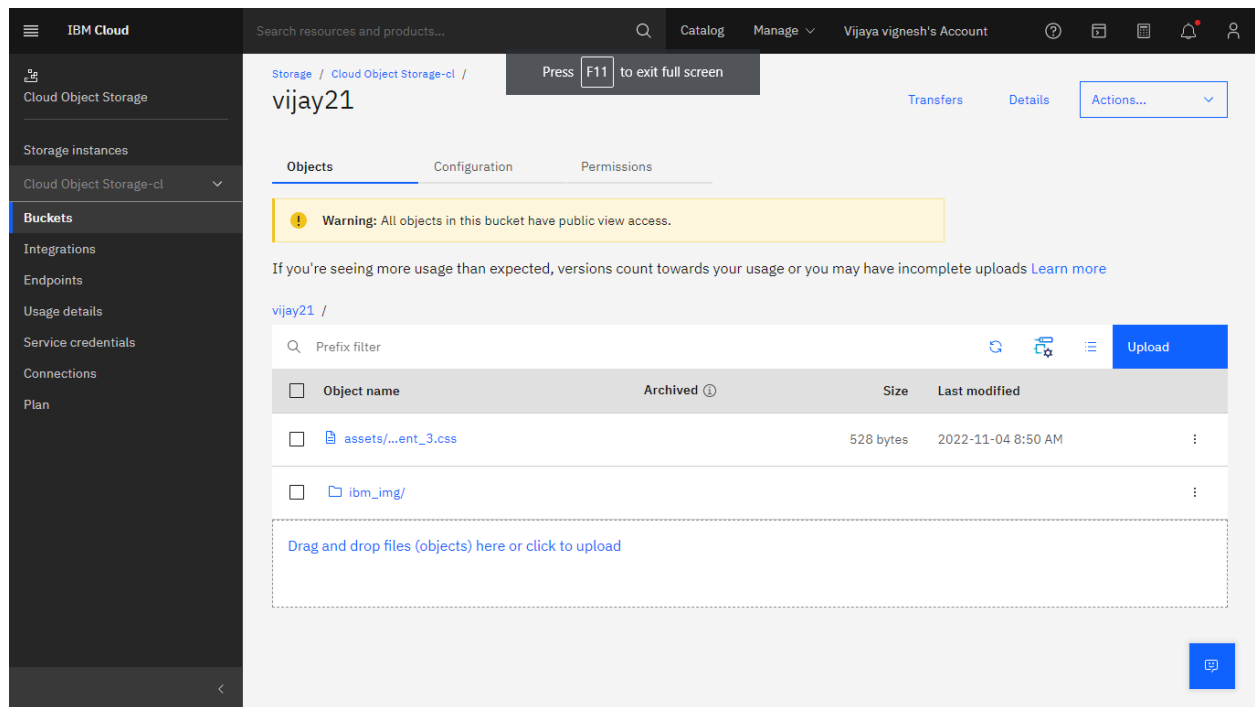 IBM Cloud
Search resources and products...
Catalog
Manage
Vijaya vignesh's Account
Press F11 to exit full screen
Cloud Object Storage
Storage instances
Cloud Object Storage-cl
Buckets
Integrations
Endpoints
Usage details
Service credentials
Connections
Plan
Storage / Cloud Object Storage-cl /
vijay21
Transfers
Details
Actions...
Objects
Configuration
Permissions
Warning: All objects in this bucket have public view access.
If you're seeing more usage than expected, versions count towards your usage or you may have incomplete uploads Learn more
vijay21 /
Prefix filter
Upload
Object name
Archived
Size
Last modified
assets/...ent_3.css
528 bytes
2022-11-04 8:50 AM
ibm_img/
Drag and drop files (objects) here or click to upload